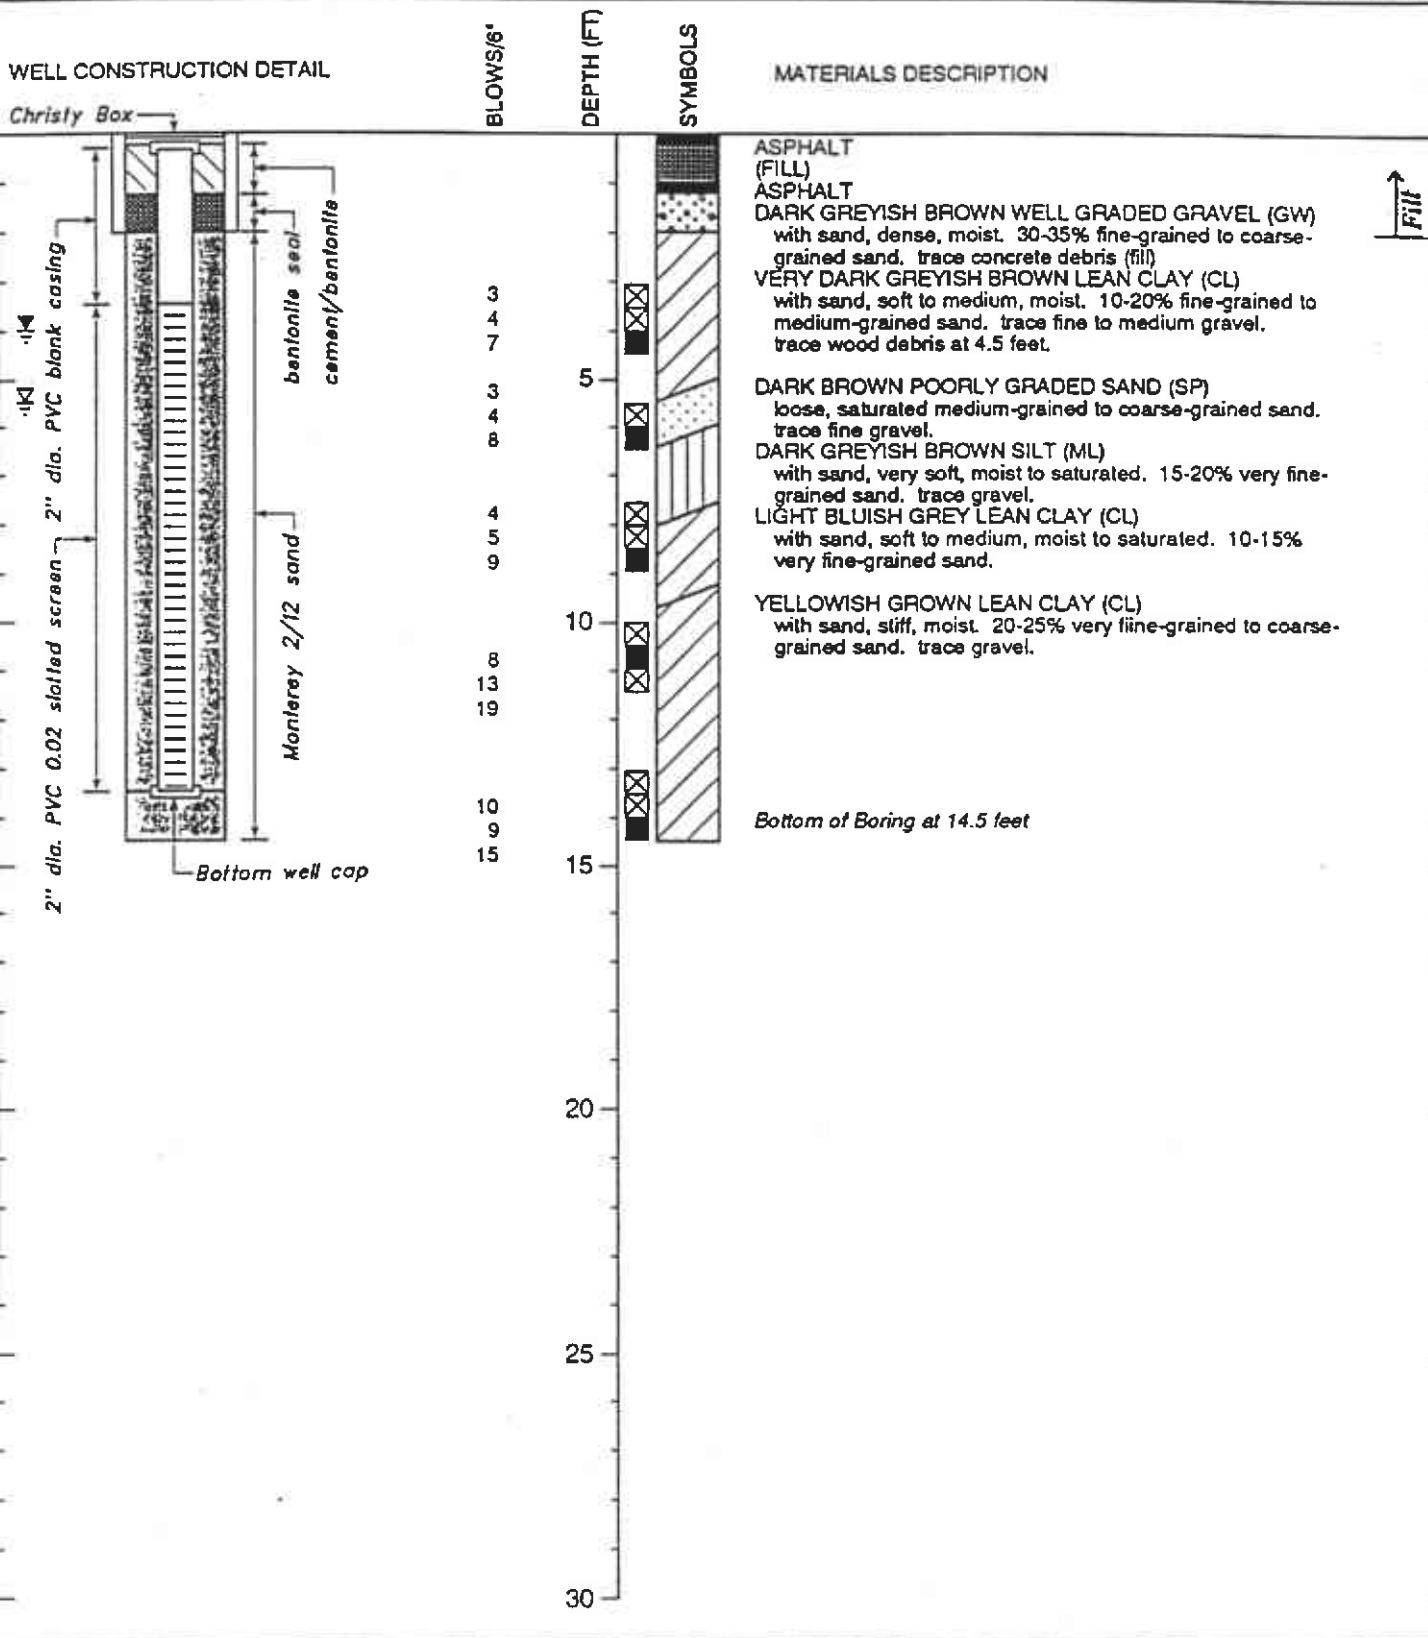 WELL CONSTRUCTION DETAIL
BLOWS/6"
DEPTH (FT)
SYMBOLS
MATERIALS DESCRIPTION
Christy Box
2" dia. PVC blank casing
2" dia. PVC 0.02 slotted screen
bentonite seal
cement/bentonite
Monterey 2/12 sand
Bottom well cap
3
4
7
3
4
8
4
5
9
8
13
19
10
9
15
5
10
15
20
25
30
ASPHALT
(FILL)
ASPHALT
DARK GREYISH BROWN WELL GRADED GRAVEL (GW)
with sand, dense, moist. 30-35% fine-grained to coarse-
grained sand. trace concrete debris (fill)
VERY DARK GREYISH BROWN LEAN CLAY (CL)
with sand, soft to medium, moist. 10-20% fine-grained to
medium-grained sand. trace fine to medium gravel.
trace wood debris at 4.5 feet.
DARK BROWN POORLY GRADED SAND (SP)
loose, saturated medium-grained to coarse-grained sand.
trace fine gravel.
DARK GREYISH BROWN SILT (ML)
with sand, very soft, moist to saturated. 15-20% very fine-
grained sand. trace gravel.
LIGHT BLUISH GREY LEAN CLAY (CL)
with sand, soft to medium, moist to saturated. 10-15%
very fine-grained sand.
YELLOWISH GROWN LEAN CLAY (CL)
with sand, stiff, moist. 20-25% very fiine-grained to coarse-
grained sand. trace gravel.
Bottom of Boring at 14.5 feet
Fill